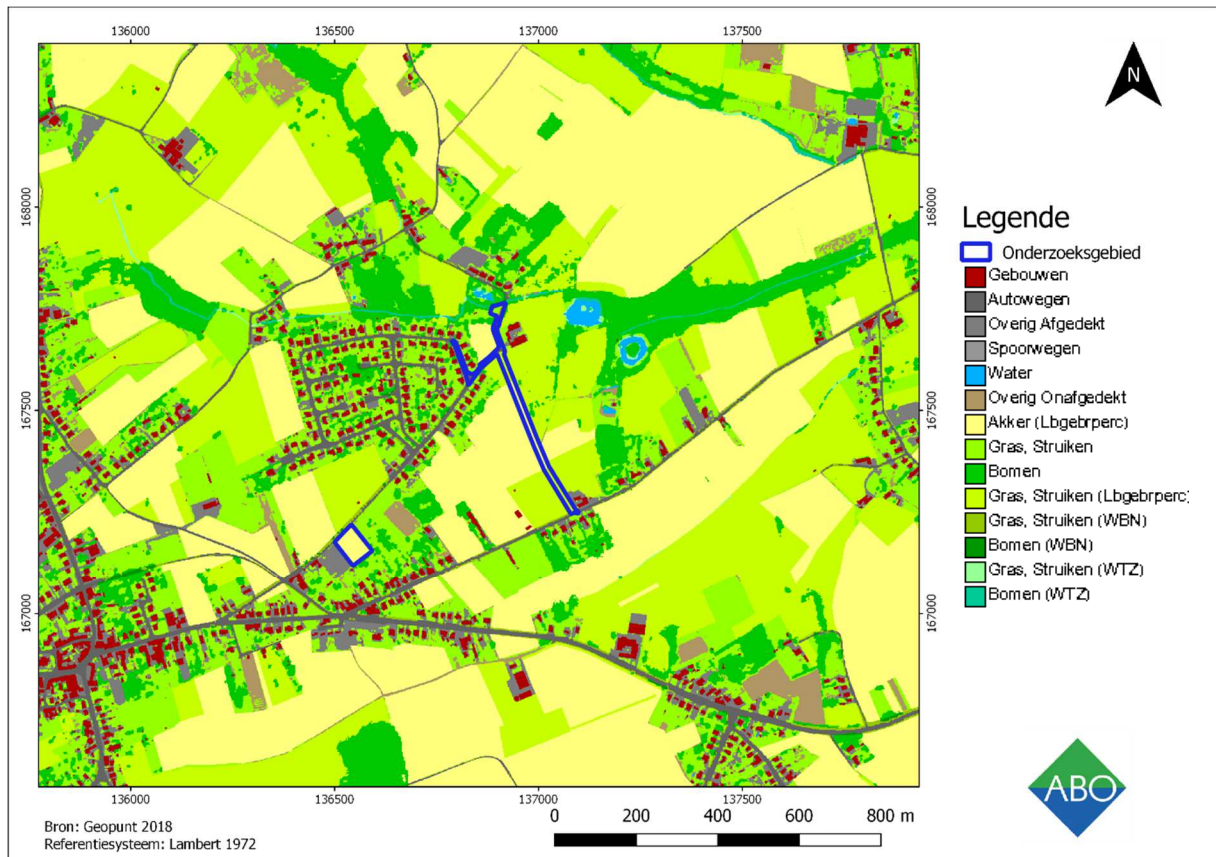 136000 136500 137000 137500
N
168000
167500
167000
168000
167500
167000
Legende
Onderzoeksgebied
Gebouwen
Autowegen
Overig Afgedekt
Spoorwegen
Water
Overig Onafgedekt
Akker (Lbgebrperc)
Gras, Struiken
Bomen
Gras, Struiken (Lbgebrperc)
Gras, Struiken (WBN)
Bomen (WBN)
Gras, Struiken (WTZ)
Bomen (WTZ)
136000 136500 137000 137500
Bron: Geopunt 2018
Referentiesysteem: Lambert 1972
0 200 400 600 800 m
ABO